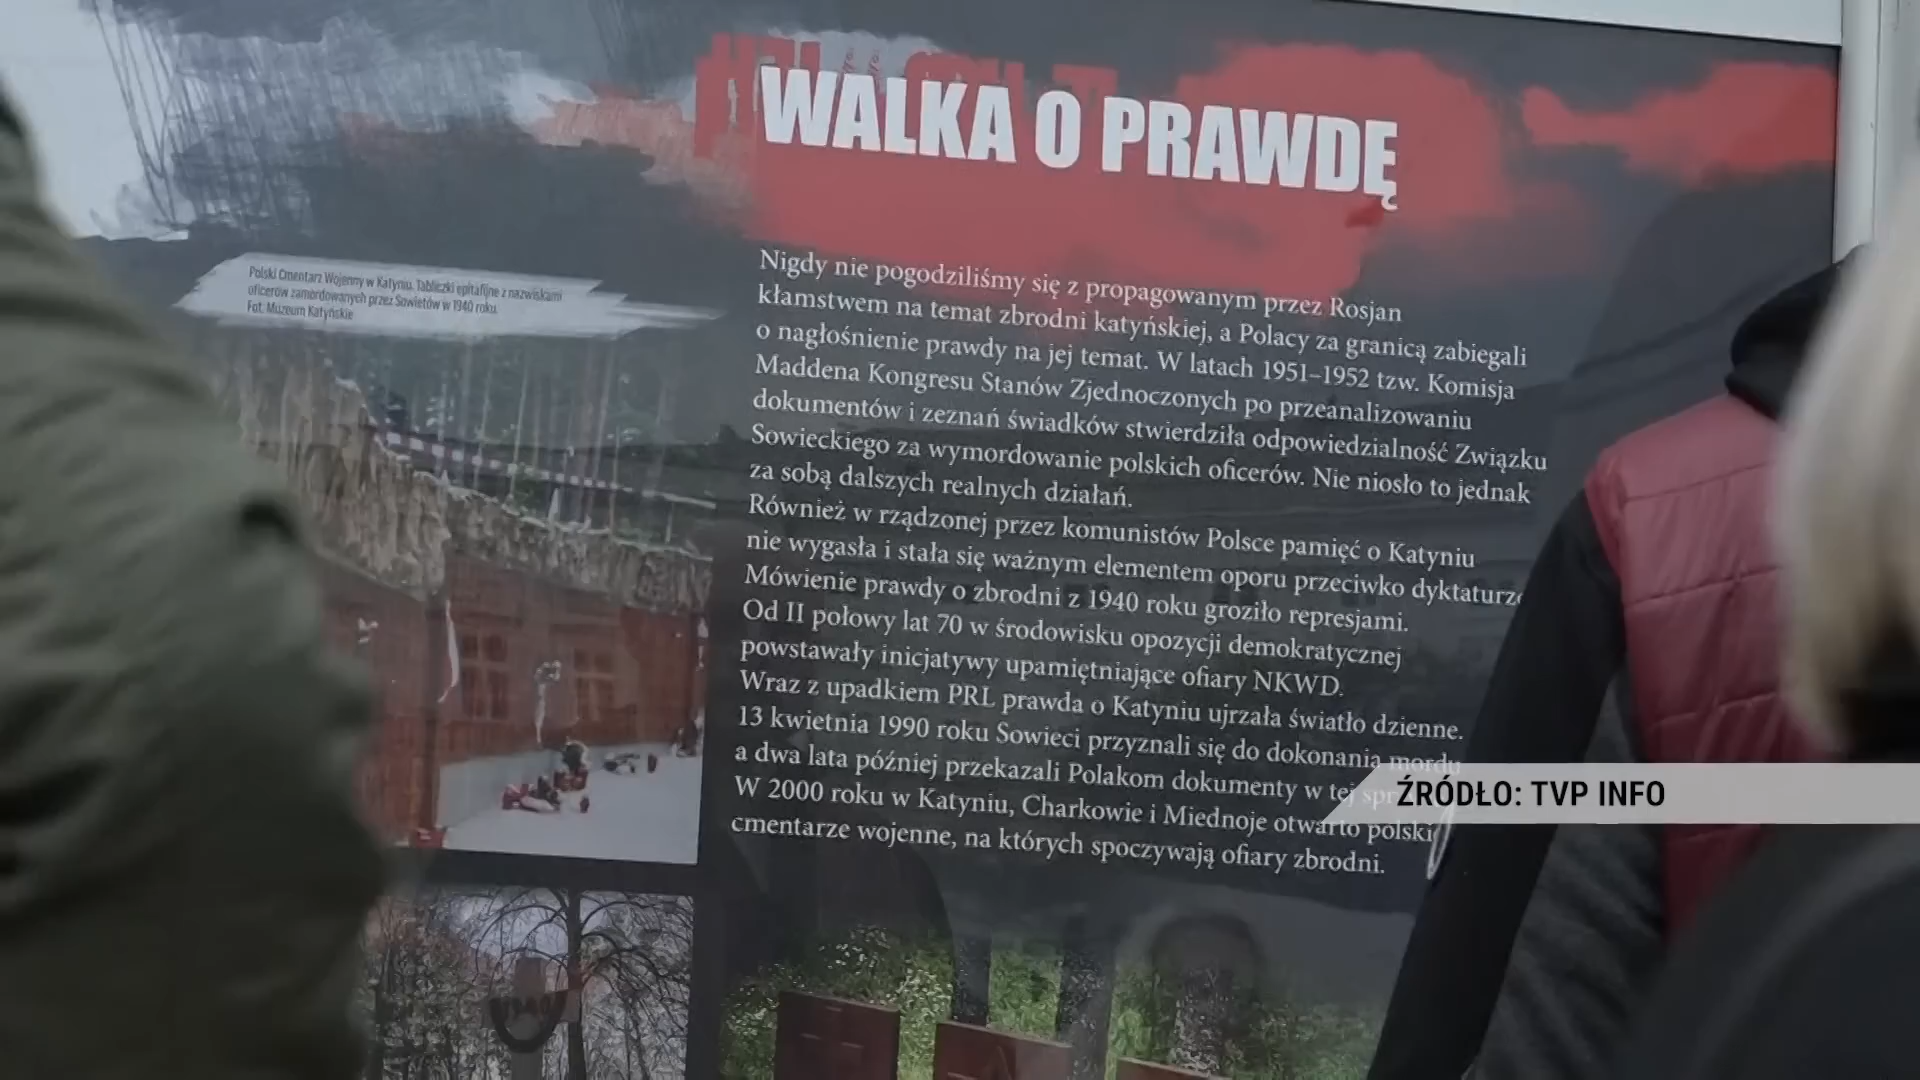 WALKA O PRAWDĘ
Polski Cmentarz Wojenny w Katyniu. Tabliczki epitafijne z nazwiskami
oficerów zamordowanych przez Sowietów w 1940 roku.
Fot. Muzeum Katyńskie
Nigdy nie pogodziliśmy się z propagowanym przez Rosjan
kłamstwem na temat zbrodni katyńskiej, a Polacy za granicą zabiegali
o nagłośnienie prawdy na jej temat. W latach 1951–1952 tzw. Komisja
Maddena Kongresu Stanów Zjednoczonych po przeanalizowaniu
dokumentów i zeznań świadków stwierdziła odpowiedzialność Związku
Sowieckiego za wymordowanie polskich oficerów. Nie niosło to jednak
za sobą dalszych realnych działań.
Również w rządzonej przez komunistów Polsce pamięć o Katyniu
nie wygasła i stała się ważnym elementem oporu przeciwko dyktaturze
Mówienie prawdy o zbrodni z 1940 roku groziło represjami.
Od II połowy lat 70 w środowisku opozycji demokratycznej
powstawały inicjatywy upamiętniające ofiary NKWD.
Wraz z upadkiem PRL prawda o Katyniu ujrzała światło dzienne.
13 kwietnia 1990 roku Sowieci przyznali się do dokonania mordu
a dwa lata później przekazali Polakom dokumenty w tej
W 2000 roku w Katyniu, Charkowie i Miednoje otwarto polski
cmentarze wojenne, na których spoczywają ofiary zbrodni.
ŹRÓDŁO: TVP INFO